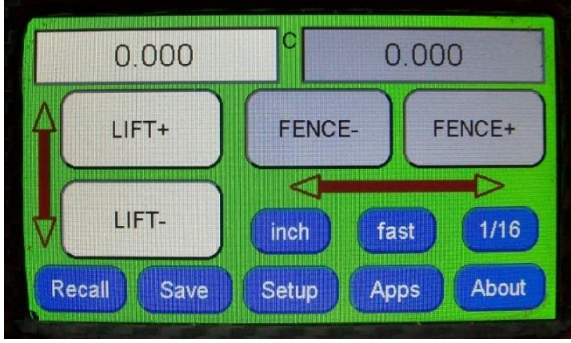 0.000 C 0.000
LIFT+ FENCE- FENCE+
LIFT-
inch fast 1/16
Recall Save Setup Apps About